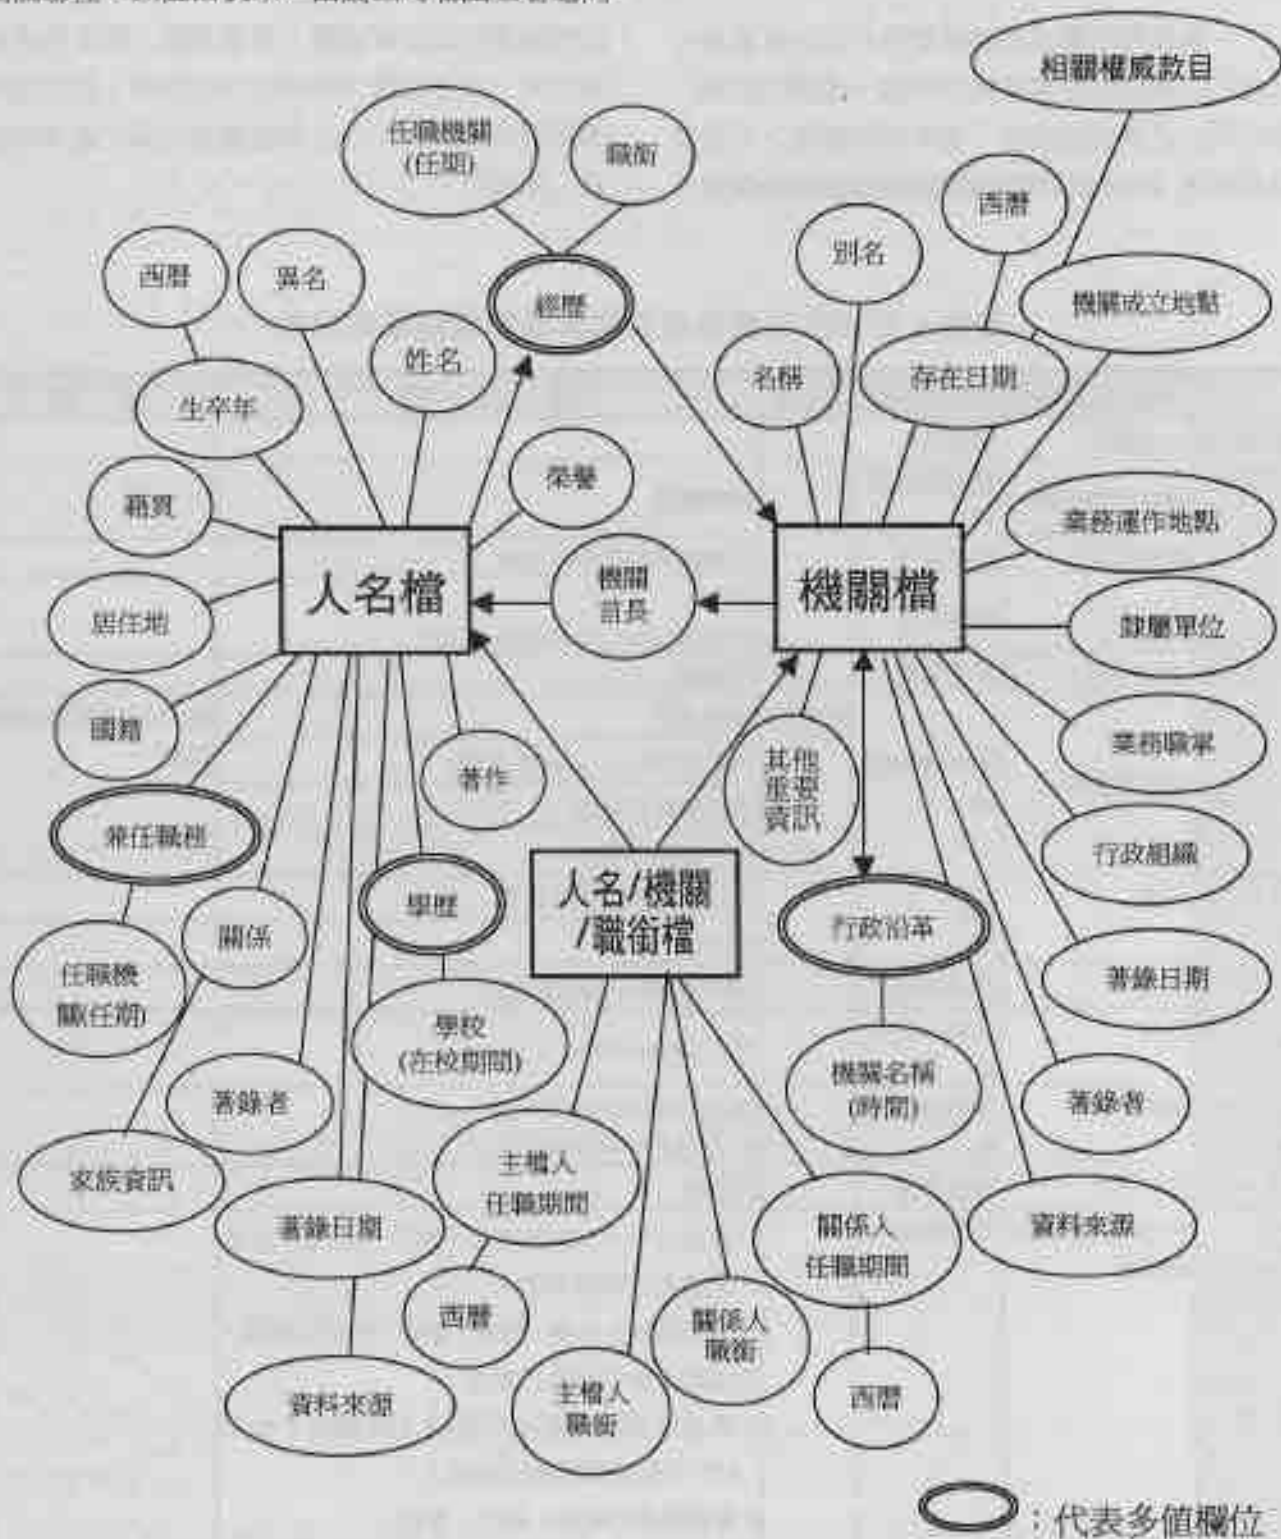 相關權威款目
任職機關
(任期)
職銜
西曆
別名
西曆
異名
經歷
機關成立地點
姓名
名稱
存在日期
生卒年
榮譽
籍貫
業務運作地點
人名檔
機關
首長
機關檔
居住地
隸屬單位
國籍
業務職掌
著作
其他
重要
資訊
兼任職務
行政組織
人名/機關
/職銜檔
學歷
行政沿革
關係
任職機
關(任期)
著錄日期
學校
(在校期間)
機關名稱
(時間)
著錄者
著錄者
主檔人
任職期間
家族資訊
著錄日期
關係人
任職期間
資料來源
西曆
關係人
職銜
資料來源
主檔人
職銜
西曆
：代表多值欄位